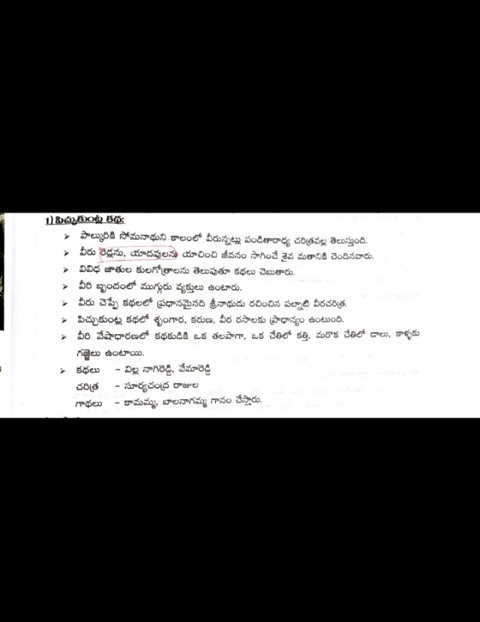 1) పిచ్చుకుంట్ల కథ:
➢ పాల్కురికి సోమనాథుని కాలంలో వీరున్నట్లు పండితారాధ్య చరిత్రవల్ల తెలుస్తుంది.
➢ వీరు రెడ్లను, యాదవులను యాచించి జీవనం సాగించే శైవ మతానికి చెందినవారు.
➢ వివిధ జాతుల కులగోత్రాలను తెలుపుతూ కథలు చెబుతారు.
➢ వీరి బృందంలో ముగ్గురు వ్యక్తులు ఉంటారు.
➢ వీరు చెప్పే కథలలో ప్రధానమైనది శ్రీనాథుడు రచించిన పల్నాటి వీరచరిత్ర.
➢ పిచ్చుకుంట్ల కథలో శృంగార, కరుణ, వీర రసాలకు ప్రాధాన్యం ఉంటుంది.
➢ వీరి వేషాధారణలో కథకుడికి ఒక తలపాగా, ఒక చేతిలో కత్తి, మరొక చేతిలో డాలు, కాళ్ళకు
గజ్జెలు ఉంటాయి.
➢ కథలు – విల్ల నాగిరెడ్డి, వేమారెడ్డి
చరిత్ర – సూర్యచంద్ర రాజుల
గాథలు – కామమ్మ, బాలనాగమ్మ గానం చేస్తారు.